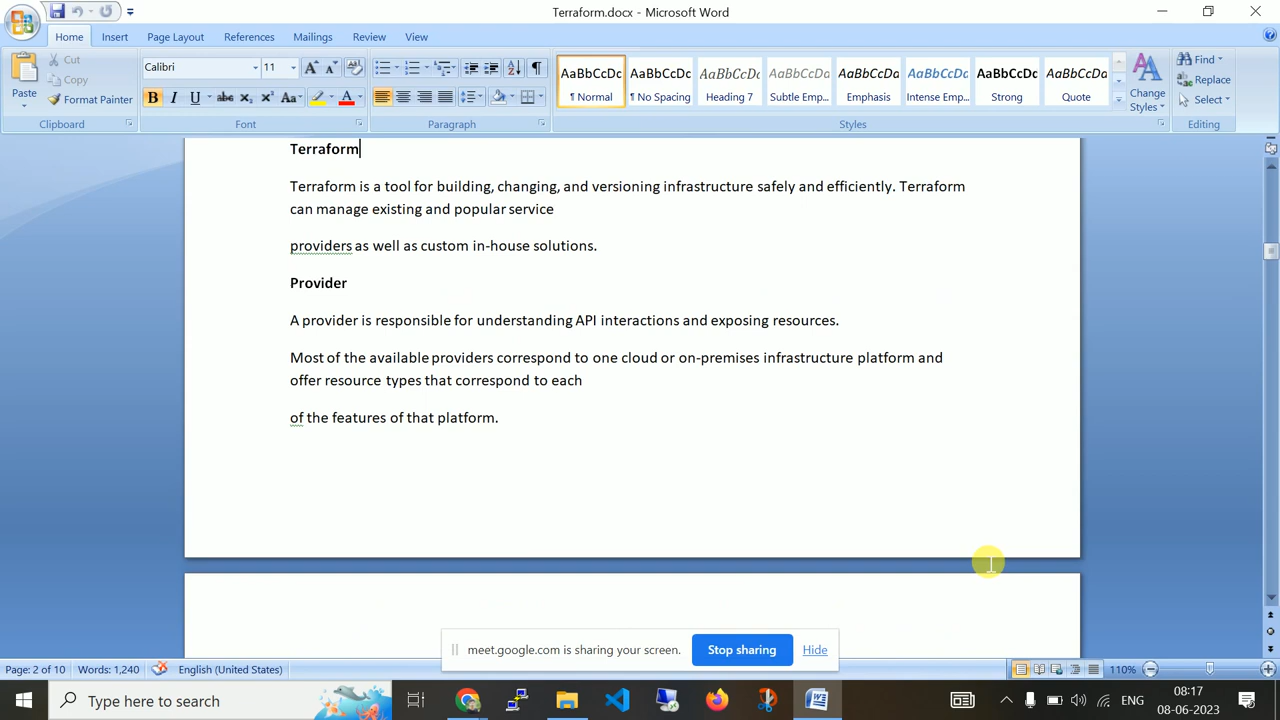 Terraform.docx - Microsoft Word
Home Insert Page Layout References Mailings Review View
Paste
Cut
Copy
Format Painter
Clipboard
Calibri 11
Font
Paragraph
AaBbCcDc AaBbCcDc AaBbCcDc AaBbCcDa AaBbCcDa AaBbCcDa AaBbCcDc AaBbCcDa
¶ Normal ¶ No Spacing Heading 7 Subtle Emp... Emphasis Intense Emp... Strong Quote
Change Styles
Styles
Find
Replace
Select
Editing
Terraform
Terraform is a tool for building, changing, and versioning infrastructure safely and efficiently. Terraform
can manage existing and popular service
providers as well as custom in-house solutions.
Provider
A provider is responsible for understanding API interactions and exposing resources.
Most of the available providers correspond to one cloud or on-premises infrastructure platform and
offer resource types that correspond to each
of the features of that platform.
meet.google.com is sharing your screen. Stop sharing Hide
Page: 2 of 10 Words: 1,240 English (United States) 110%
Type here to search
ENG
08:17
08-06-2023